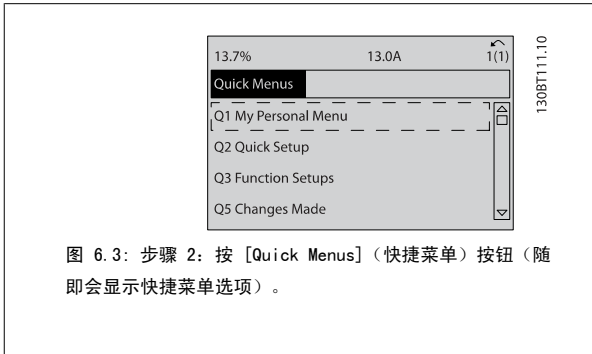 13.7% 13.0A 1(1)
Quick Menus
Q1 My Personal Menu
Q2 Quick Setup
Q3 Function Setups
Q5 Changes Made
130BT111.10
图 6.3: 步骤 2：按 [Quick Menus]（快捷菜单）按钮（随
即会显示快捷菜单选项）。